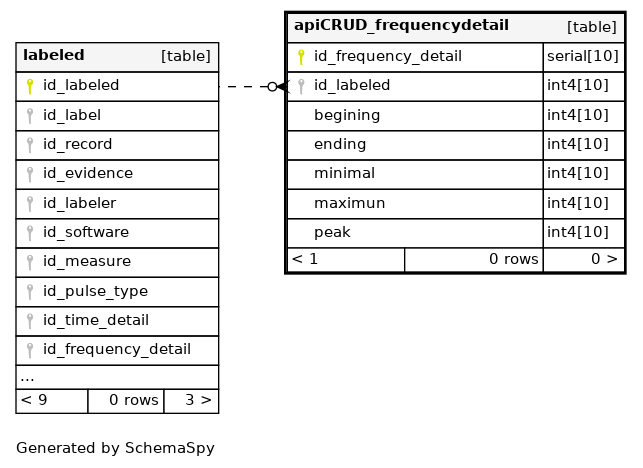 labeled [table]
id_labeled
id_label
id_record
id_evidence
id_labeler
id_software
id_measure
id_pulse_type
id_time_detail
id_frequency_detail
...
< 9 0 rows 3 >
apiCRUD_frequencydetail [table]
id_frequency_detail serial[10]
id_labeled int4[10]
begining int4[10]
ending int4[10]
minimal int4[10]
maximun int4[10]
peak int4[10]
< 1 0 rows 0 >
Generated by SchemaSpy